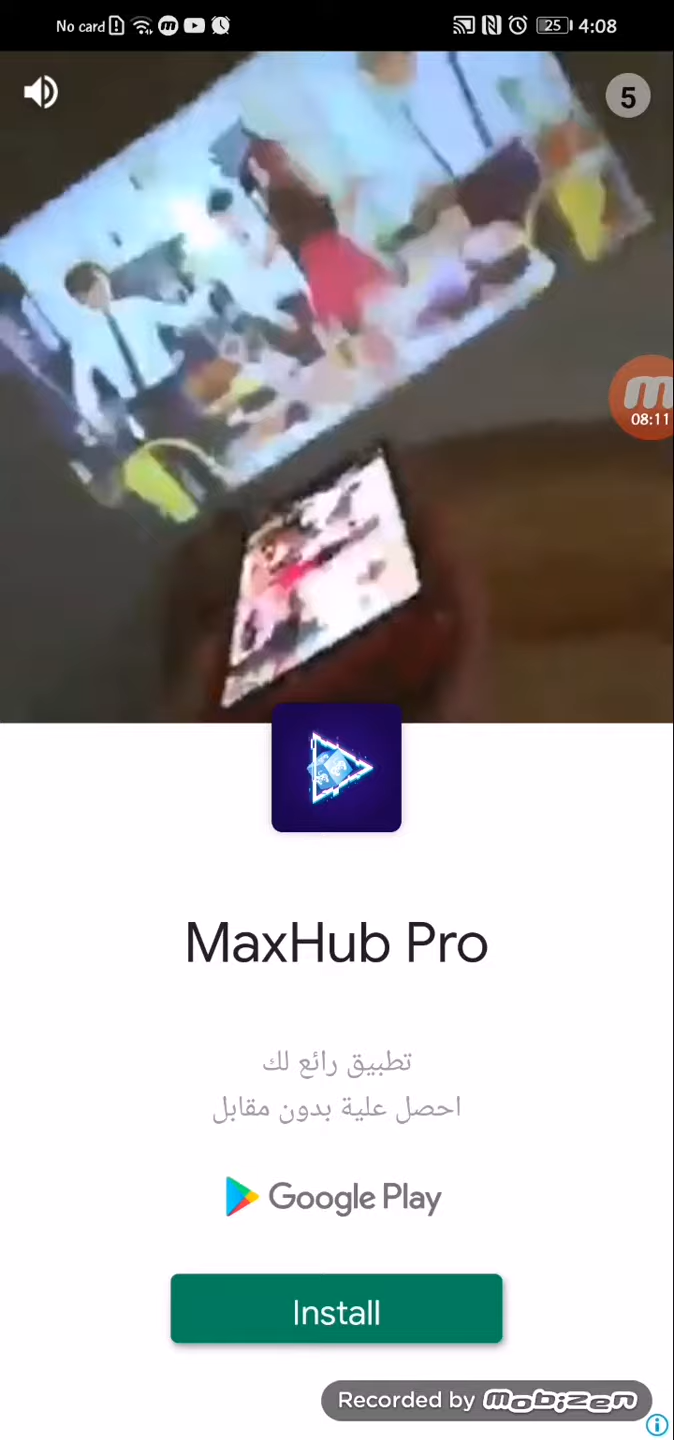 No card
25 4:08
5
08:11
MaxHub Pro
تطبيق رائع لك
احصل علية بدون مقابل
Google Play
Install
Recorded by mobizen